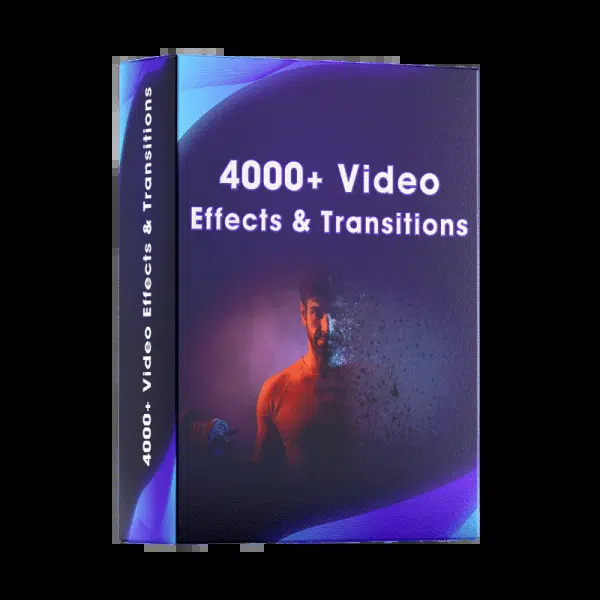 4000+ Video
Effects & Transitions
4000+ Video Effects & Transitions